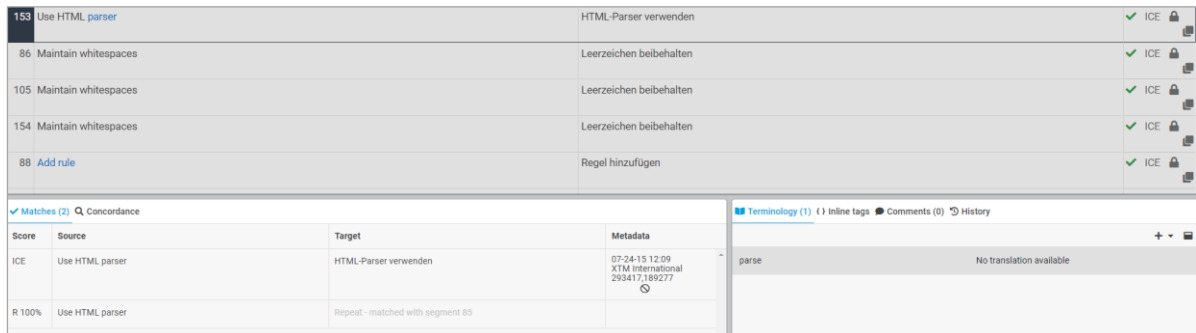 153 Use HTML parser HTML-Parser verwenden ICE
86 Maintain whitespaces Leerzeichen beibehalten ICE
105 Maintain whitespaces Leerzeichen beibehalten ICE
154 Maintain whitespaces Leerzeichen beibehalten ICE
88 Add rule Regel hinzufügen ICE
Matches (2) Concordance
Score Source Target Metadata
ICE Use HTML parser HTML-Parser verwenden 07-24-15 12:09
XTM International
293417,189277
R 100% Use HTML parser Repeat - matched with segment 85
Terminology (1) Inline tags Comments (0) History
parse No translation available